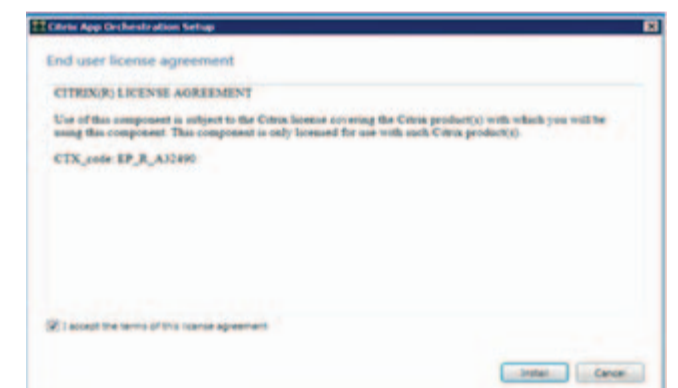 Citrix App Orchestration Setup
End user license agreement
CITRIX(R) LICENSE AGREEMENT
Use of this component is subject to the Citrix license covering the Citrix product(s) with which you will be
using this component. This component is only licensed for use with such Citrix product(s).
CTX_code: EP_R_A32490
I accept the terms of this license agreement
Install Cancel